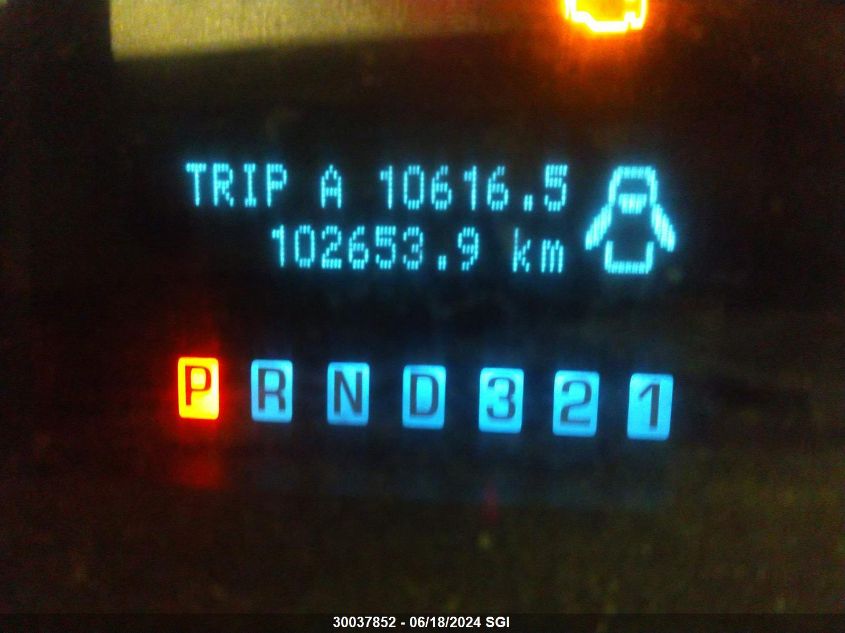 TRIP A 10616.5
102653.9 km
P R N D 3 2 1
30037852 - 06/18/2024 SGI